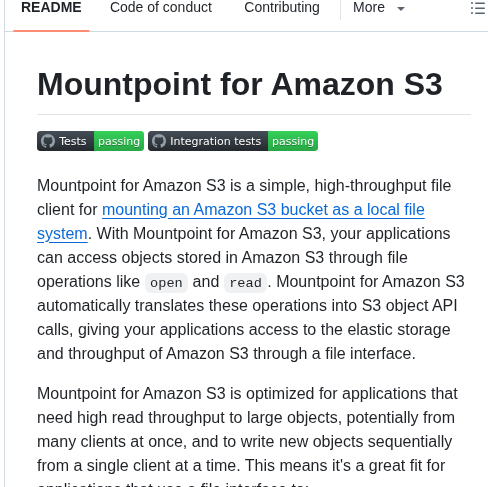 README Code of conduct Contributing More
Mountpoint for Amazon S3
Tests passing Integration tests passing
Mountpoint for Amazon S3 is a simple, high-throughput file
client for mounting an Amazon S3 bucket as a local file
system. With Mountpoint for Amazon S3, your applications
can access objects stored in Amazon S3 through file
operations like open and read. Mountpoint for Amazon S3
automatically translates these operations into S3 object API
calls, giving your applications access to the elastic storage
and throughput of Amazon S3 through a file interface.
Mountpoint for Amazon S3 is optimized for applications that
need high read throughput to large objects, potentially from
many clients at once, and to write new objects sequentially
from a single client at a time. This means it's a great fit for